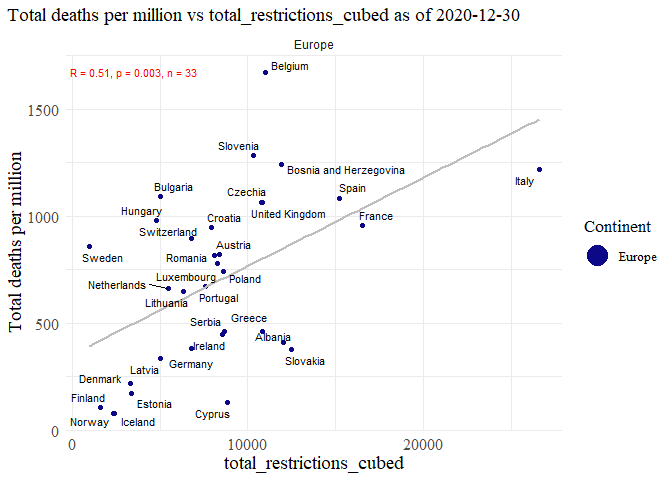 Total deaths per million vs total_restrictions_cubed as of 2020-12-30
Europe
R = 0.51, p = 0.003, n = 33
Belgium
1500
Slovenia
Bosnia and Herzegovina
Italy
Bulgaria
Czechia
Spain
Hungary
United Kingdom
France
1000
Croatia
Switzerland
Austria
Sweden
Romania
Luxembourg
Poland
Netherlands
Lithuania
Portugal
Serbia
Greece
500
Ireland
Albania
Germany
Slovakia
Latvia
Denmark
Finland
Estonia
Norway
Iceland
Cyprus
0
0
10000
20000
total_restrictions_cubed
Total deaths per million
Continent
Europe